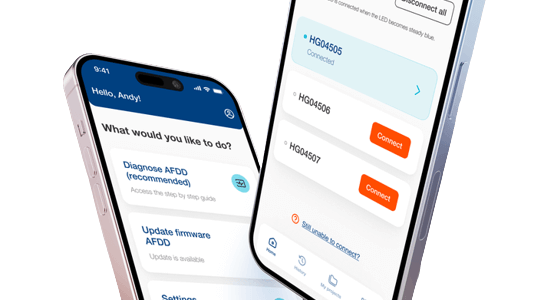 9:41
Hello, Andy!
What would you like to do?
Diagnose AFDD
(recommended)
Access the step by step guide
Update firmware
AFDD
Update is available
Settings
Disconnect all
is connected when the LED becomes steady blue.
HG04505
Connected
HG04506
Connect
HG04507
Connect
Still unable to connect?
Home
History
My projects